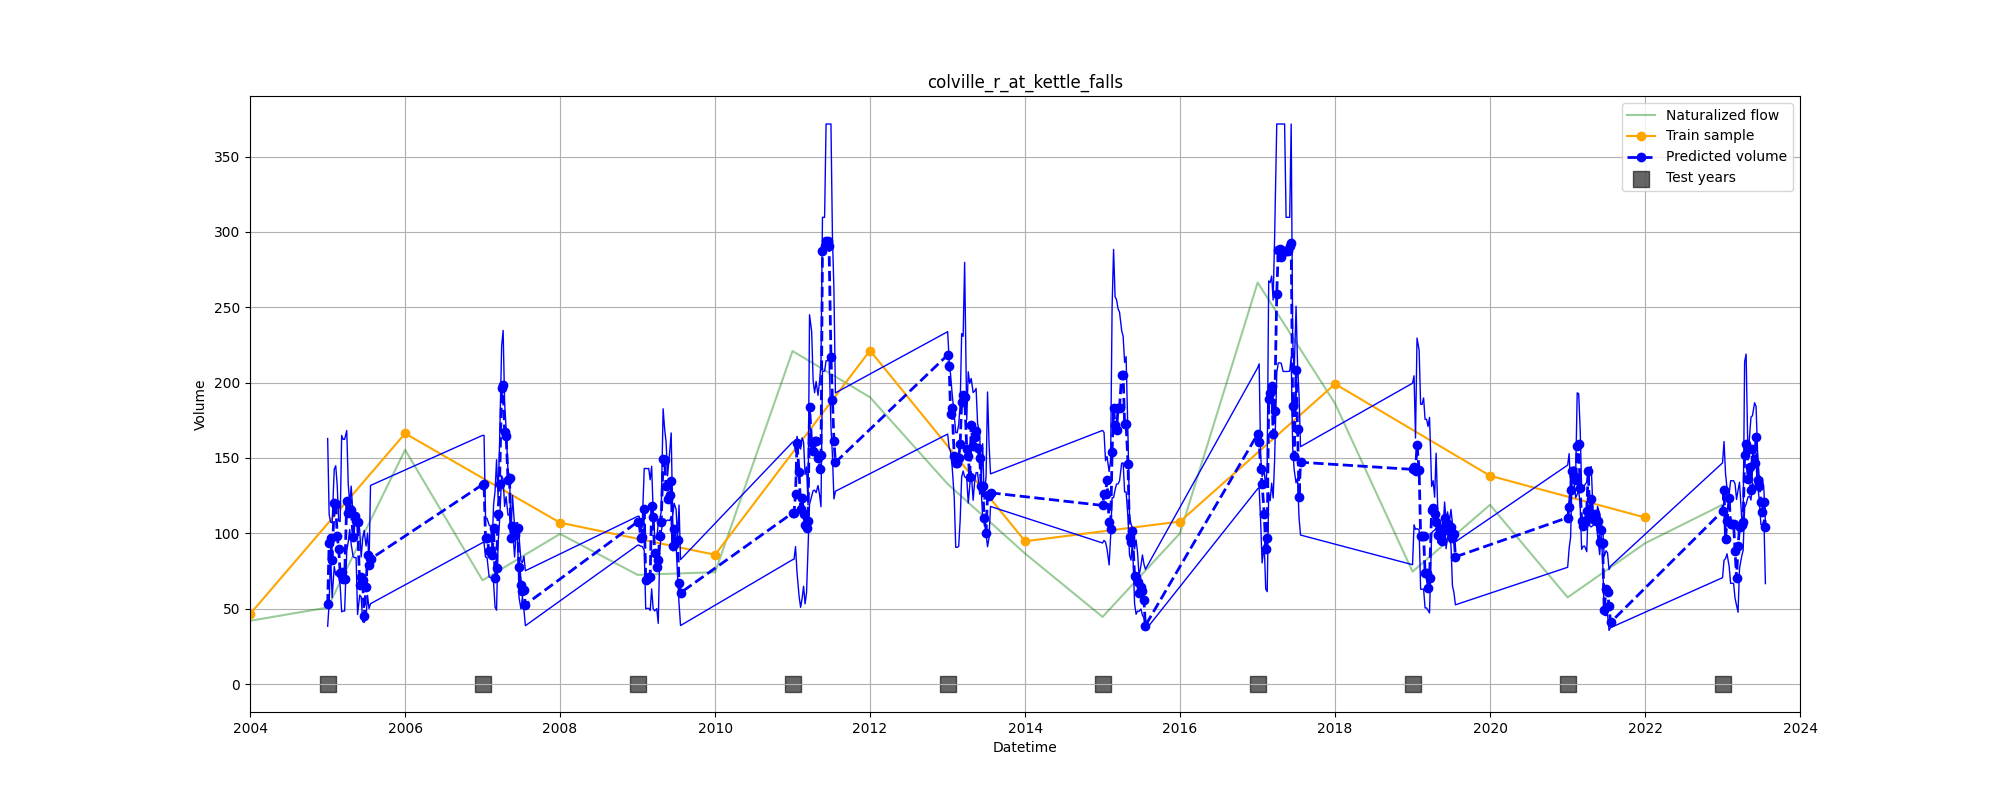 colville_r_at_kettle_falls
Naturalized flow
Train sample
Predicted volume
Test years
Volume
350
300
250
200
150
100
50
0
2004 2006 2008 2010 2012 2014 2016 2018 2020 2022 2024
Datetime